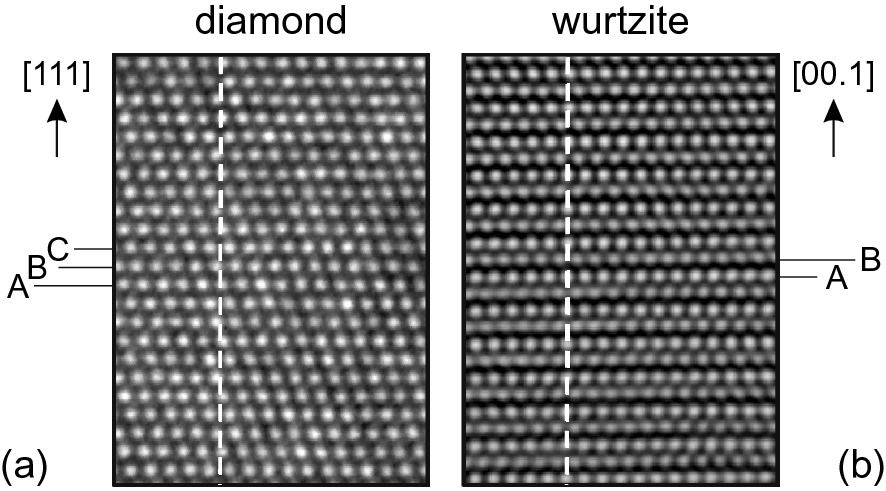 diamond
wurtzite
[111]
[00.1]
C
B
A
B
A
(a)
(b)